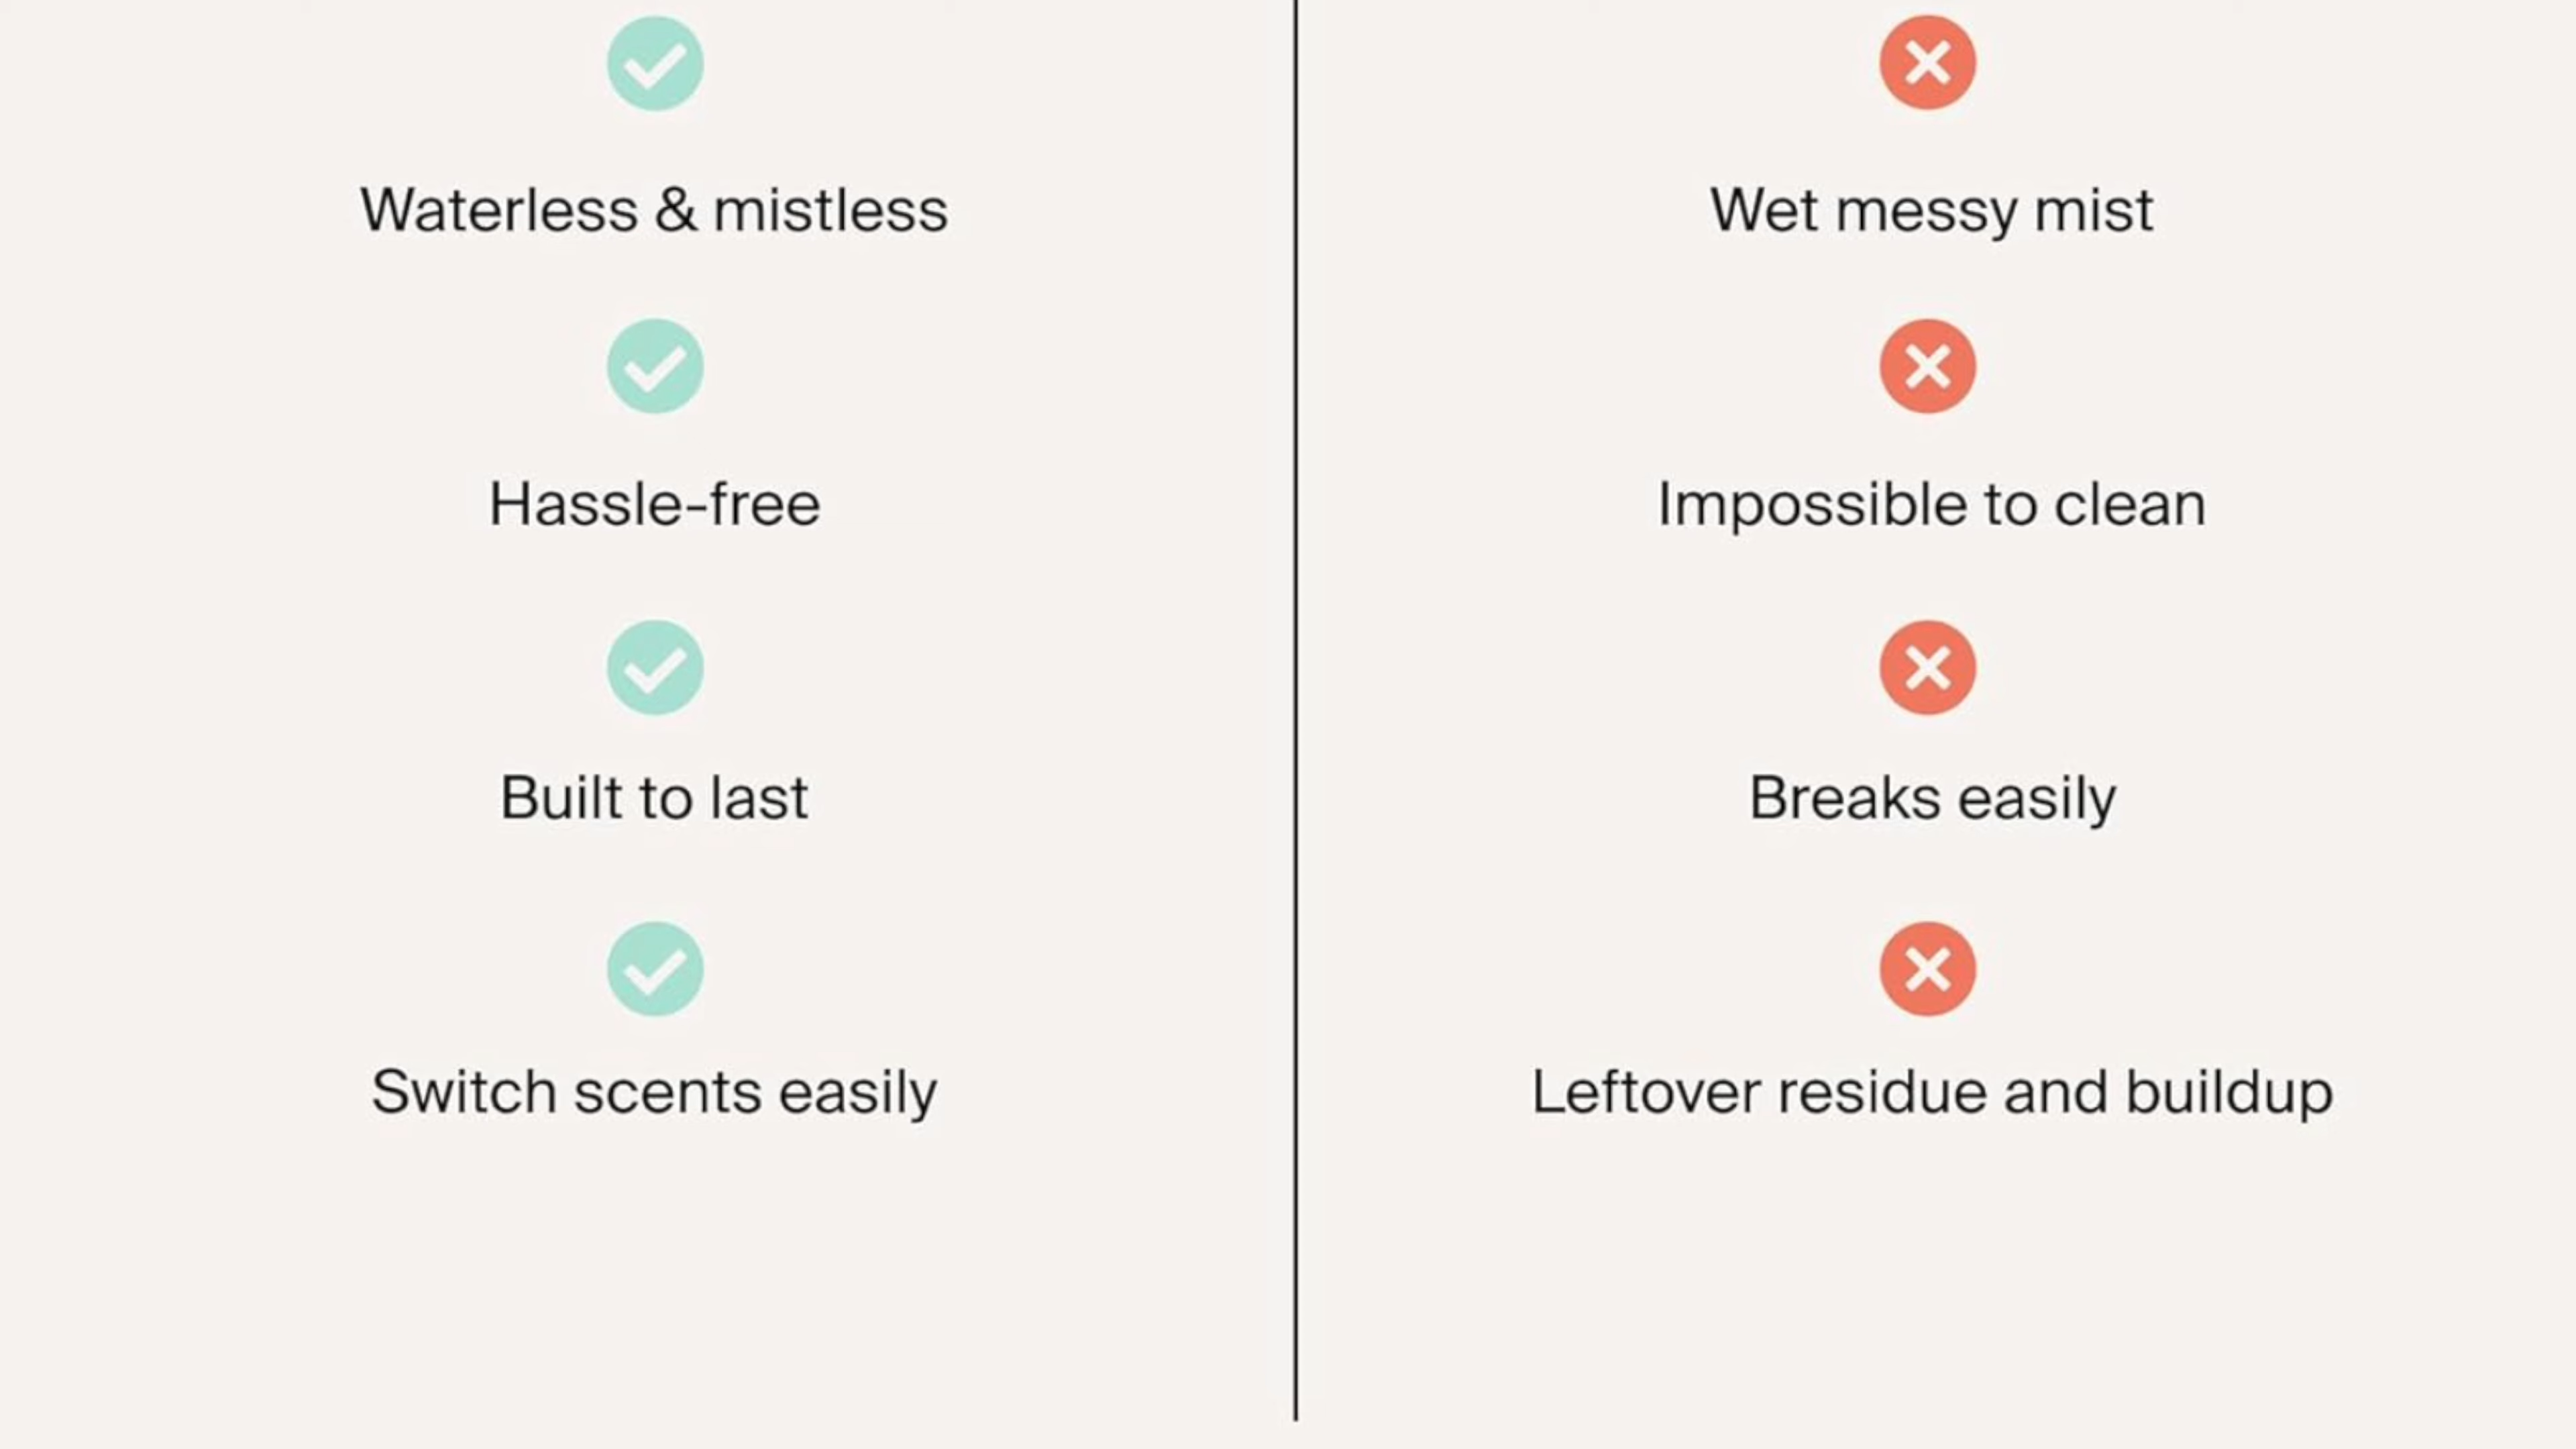 Waterless & mistless
Wet messy mist
Hassle-free
Impossible to clean
Built to last
Breaks easily
Switch scents easily
Leftover residue and buildup